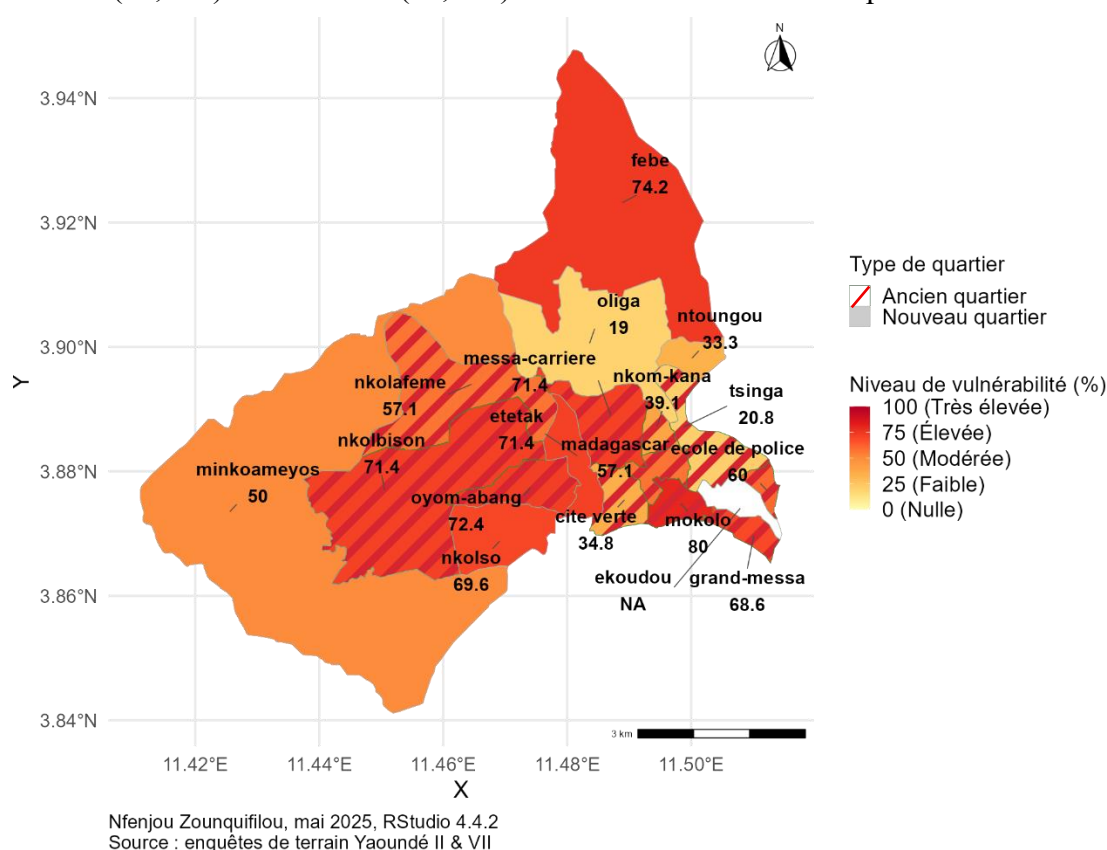 N
3.94°N
febe
74.2
3.92°N
Type de quartier
Ancien quartier
Nouveau quartier
oliga
19
ntoungou
33.3
3.90°N
messa-carriere
71.4
nkom-kana
39.1
nkolafeme
57.1
tsinga
20.8
etetak
71.4
Niveau de vulnérabilité (%)
100 (Très élevée)
75 (Élevée)
50 (Modérée)
25 (Faible)
0 (Nulle)
nkolbison
71.4
madagascar
57.1
ecole de police
60
Y
3.88°N
minkoameyos
50
oyom-abang
72.4
cite verte
34.8
mokolo
80
nkolso
69.6
ekoudou
NA
grand-messa
68.6
3.86°N
3.84°N
3 km
11.42°E 11.44°E 11.46°E 11.48°E 11.50°E
X
Nfenjou Zounquifilou, mai 2025, RStudio 4.4.2
Source : enquêtes de terrain Yaoundé II & VII